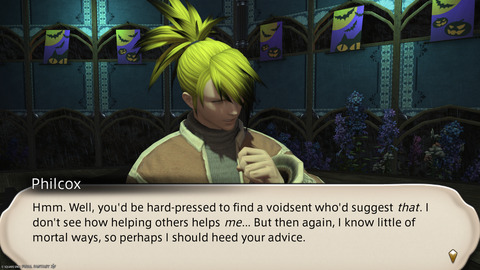 Philcox
Hmm. Well, you'd be hard-pressed to find a voidsent who'd suggest that. I
don't see how helping others helps me... But then again, I know little of
mortal ways, so perhaps I should heed your advice.